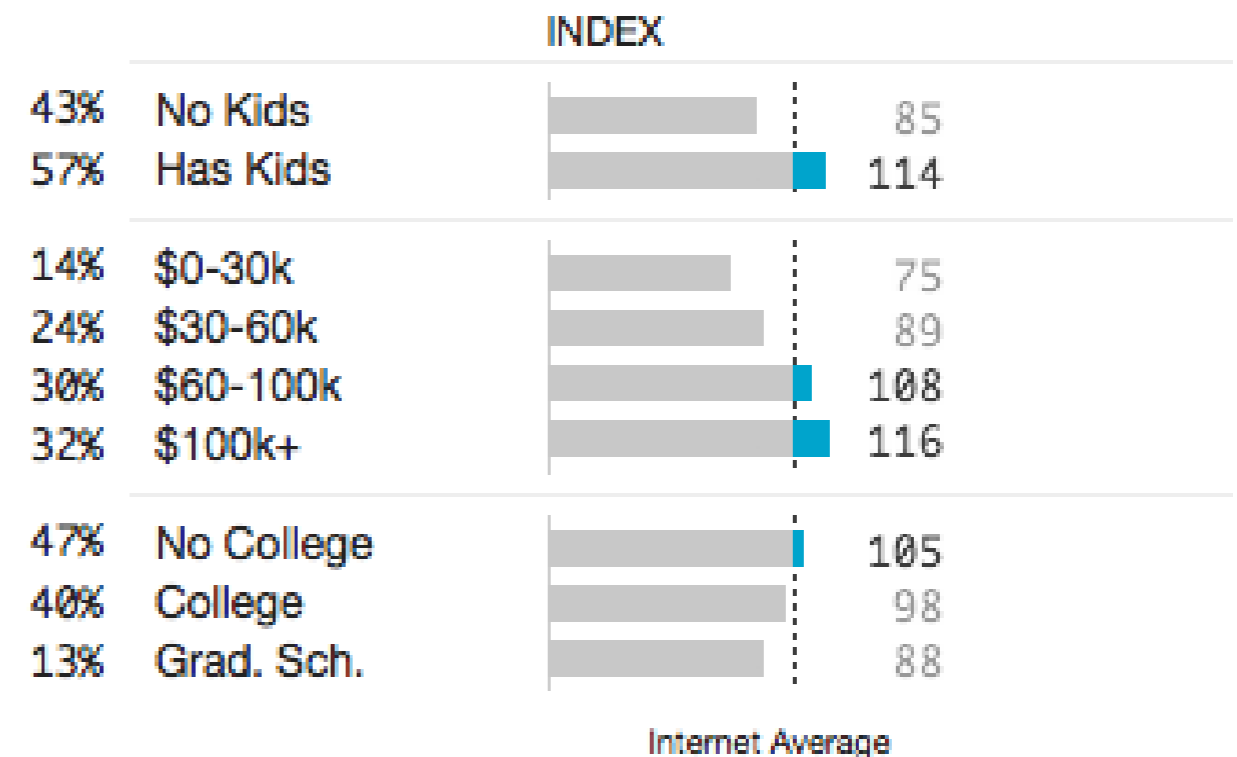 INDEX
43% No Kids 85
57% Has Kids 114
14% $0-30k 75
24% $30-60k 89
30% $60-100k 108
32% $100k+ 116
47% No College 105
40% College 98
13% Grad. Sch. 88
Internet Average